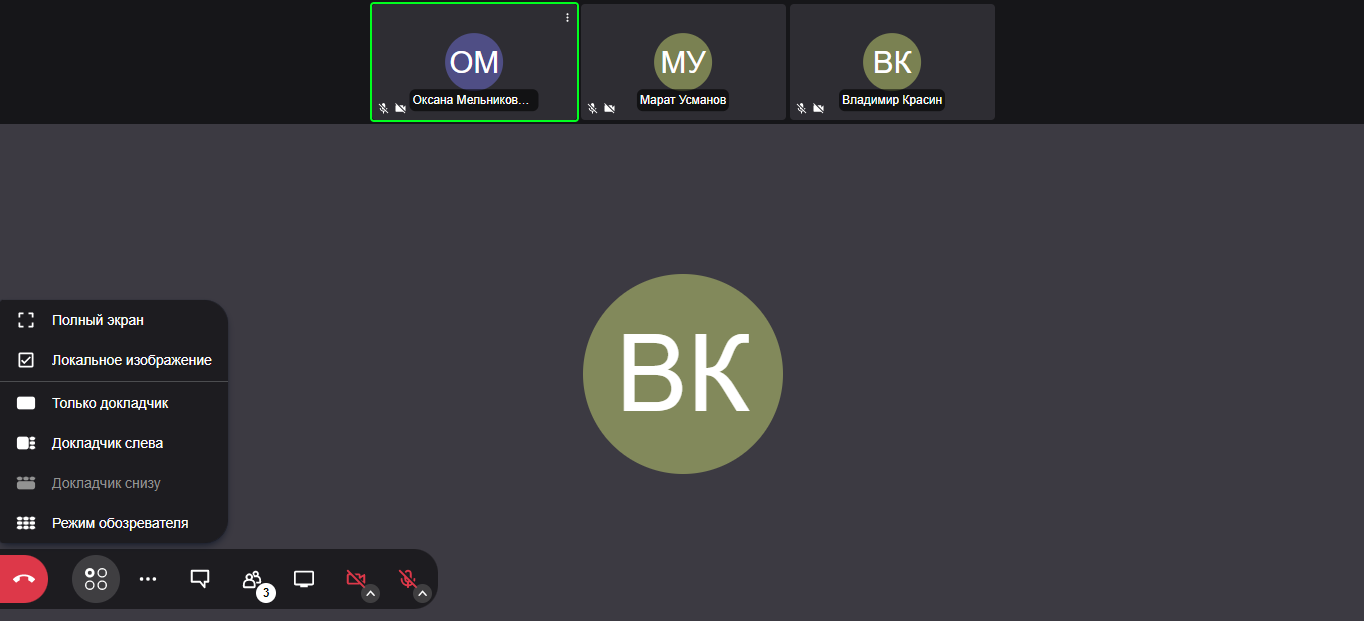 ОМ
Оксана Мельников...
МУ
Марат Усманов
ВК
Владимир Красин
ВК
Полный экран
Локальное изображение
Только докладчик
Докладчик слева
Докладчик снизу
Режим обозревателя
3